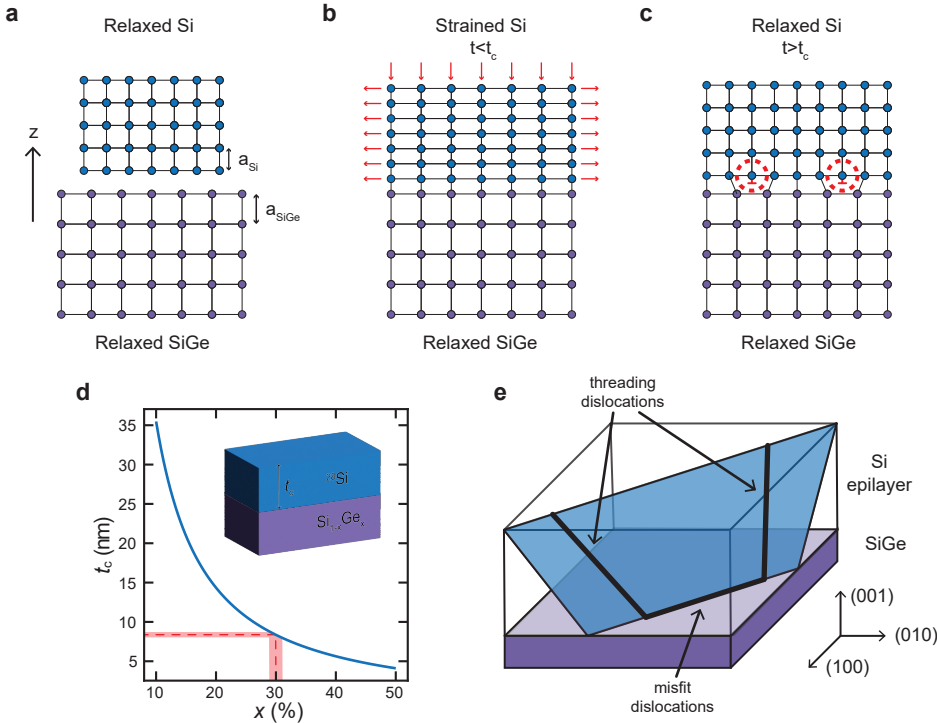 a
Relaxed Si
z
a_Si
a_SiGe
Relaxed SiGe
b
Strained Si
t<t_c
Relaxed SiGe
c
Relaxed Si
t>t_c
Relaxed SiGe
d
t_c (nm)
35
30
25
20
15
10
5
10
20
30
40
50
x (%)
t_c
²⁸Si
Si₁₋ₓGeₓ
e
threading
dislocations
Si
epilayer
SiGe
misfit
dislocations
(001)
(010)
(100)